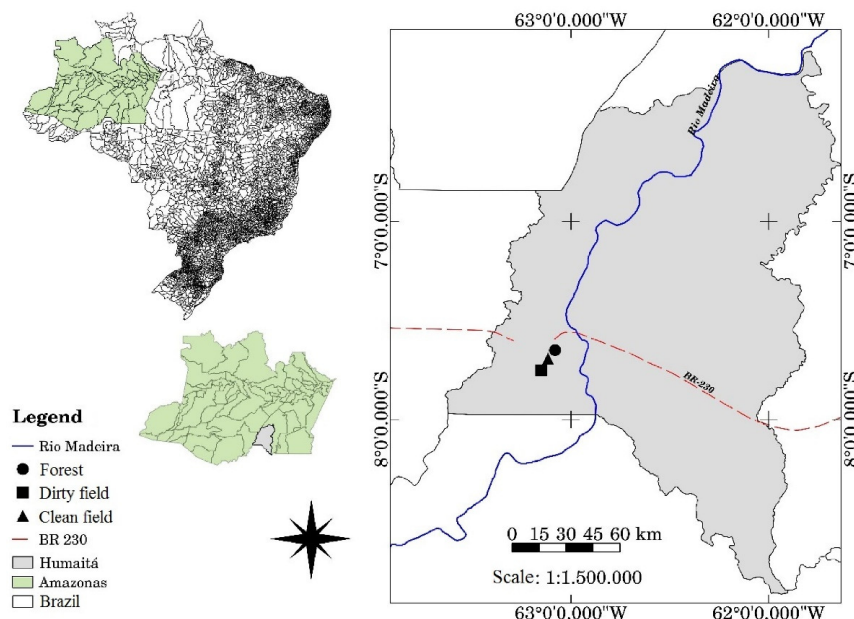 63°0'0.000"W
62°0'0.000"W
7°0'0.000"S
8°0'0.000"S
7°0'0.000"S
8°0'0.000"S
Rio Madeira
BR-230
0 15 30 45 60 km
Scale: 1:1.500.000
63°0'0.000"W
62°0'0.000"W
Legend
Rio Madeira
Forest
Dirty field
Clean field
BR 230
Humaitá
Amazonas
Brazil